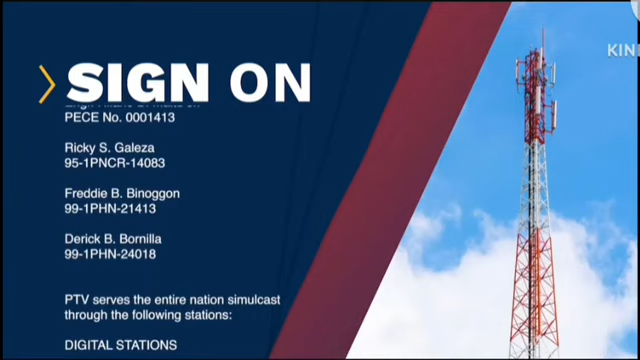 SIGN ON
PECE No. 0001413
Ricky S. Galeza
95-1PNCR-14083
Freddie B. Binoggon
99-1PHN-21413
Derick B. Bornilla
99-1PHN-24018
PTV serves the entire nation simulcast
through the following stations:
DIGITAL STATIONS